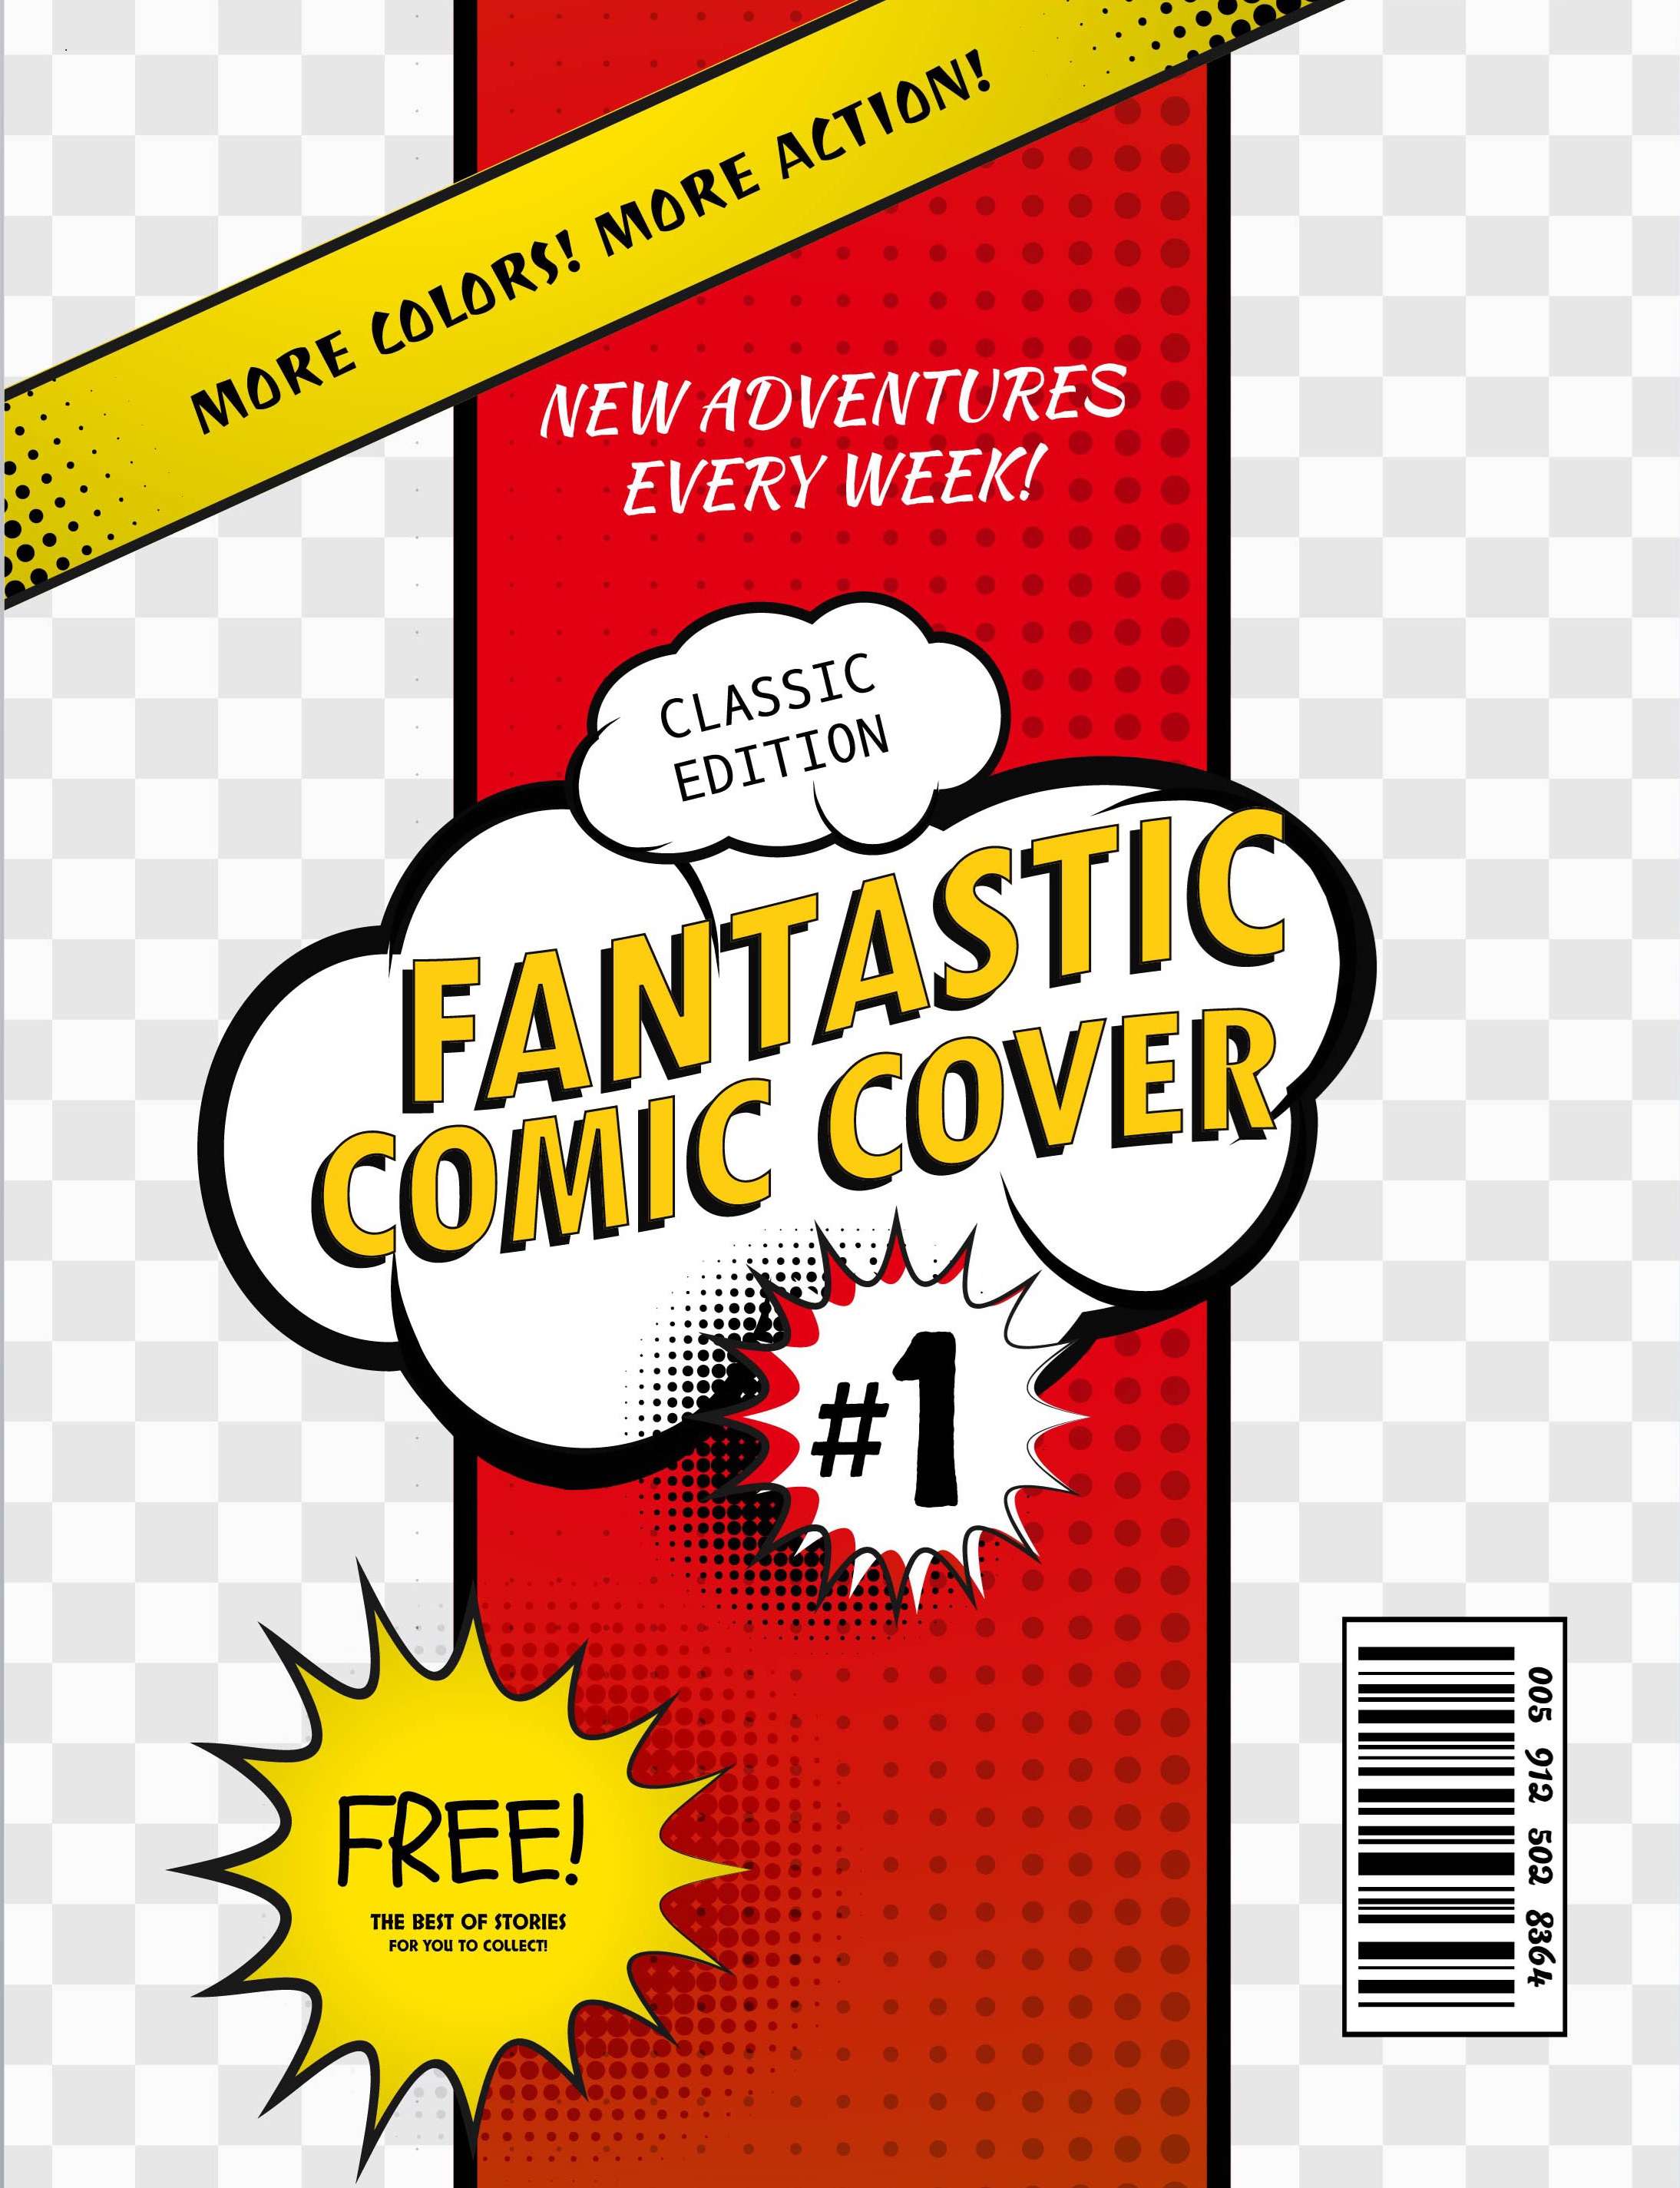 MORE COLORS! MORE ACTION!
NEW ADVENTURES
EVERY WEEK!
CLASSIC
EDITION
FANTASTIC
COMIC COVER
#1
FREE!
THE BEST OF STORIES
FOR YOU TO COLLECT!
005 912 502 8364